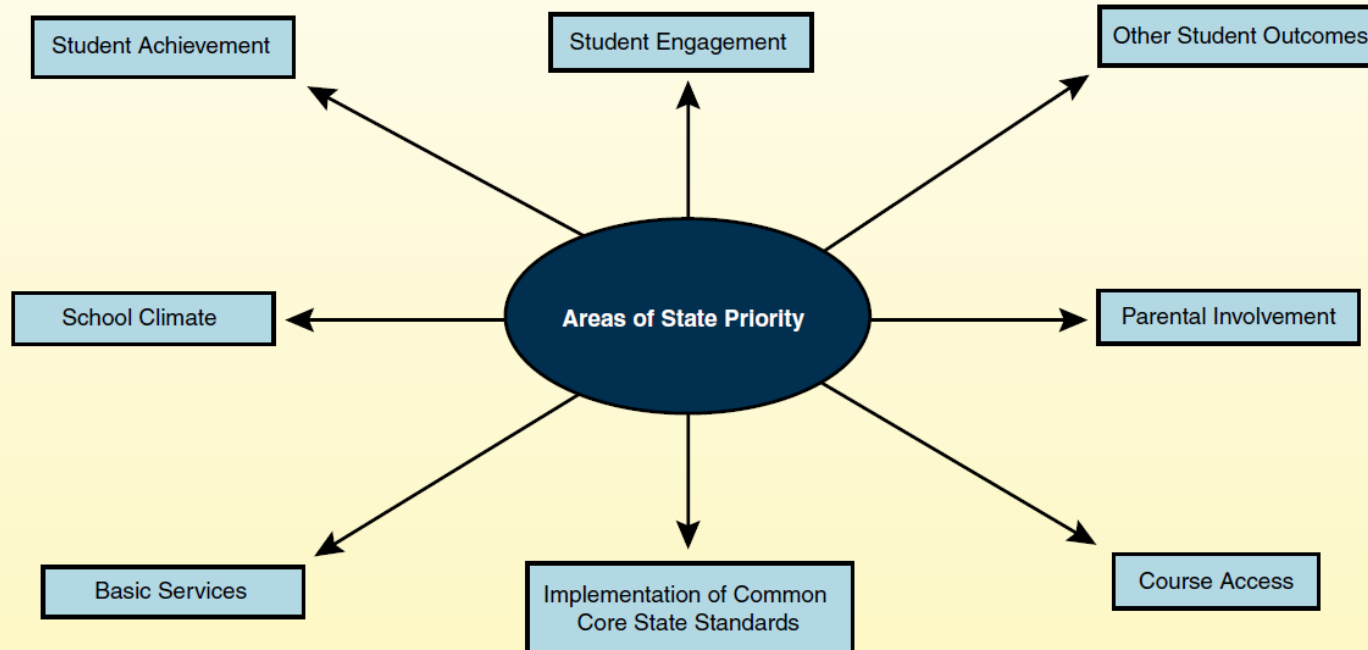 Student Achievement
Student Engagement
Other Student Outcomes
School Climate
Areas of State Priority
Parental Involvement
Basic Services
Implementation of Common
Core State Standards
Course Access